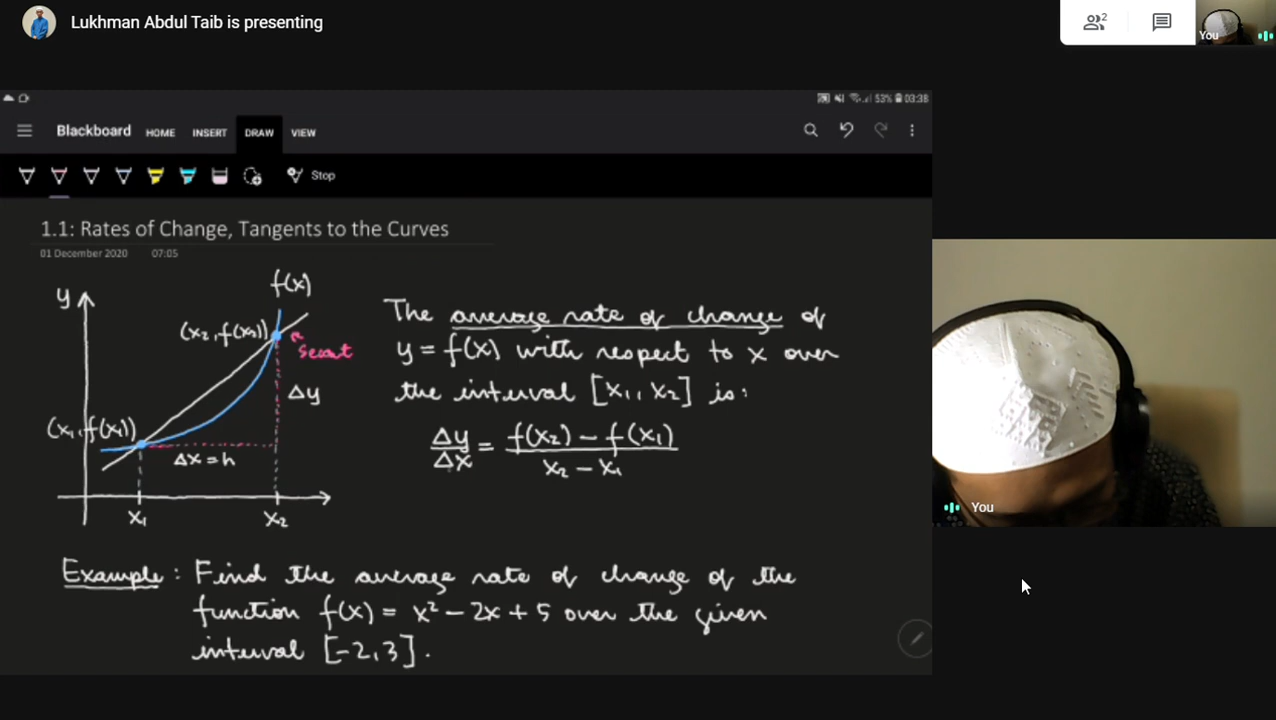 Lukhman Abdul Taib is presenting
2
You
53% 03:38
Blackboard HOME INSERT DRAW VIEW
Stop
1.1: Rates of Change, Tangents to the Curves
01 December 2020 07:05
y
f(x)
(x₂, f(x₂))
Secant
Δy
(x₁, f(x₁))
Δx = h
x₁ x₂
The average rate of change of
y = f(x) with respect to x over
the interval [x₁, x₂] is:
Δy/Δx = (f(x₂) − f(x₁))/(x₂ − x₁)
Example: Find the average rate of change of the
function f(x) = x² − 2x + 5 over the given
interval [-2, 3].
You